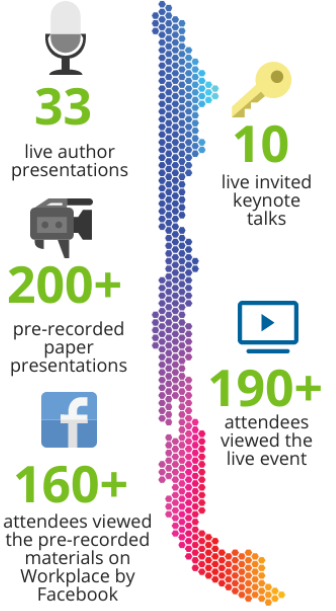 33
live author
presentations
10
live invited
keynote
talks
200+
pre-recorded
paper
presentations
190+
attendees
viewed the
live event
160+
attendees viewed
the pre-recorded
materials on
Workplace by
Facebook